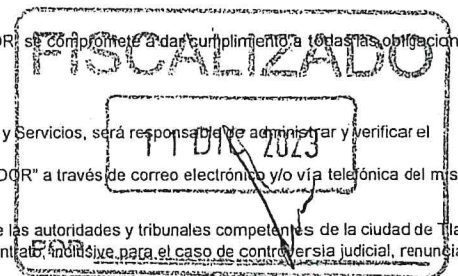 OR, se compromete a dar cumplimiento a todas las obligacion
FISCALIZADO
y Servicios, será responsable de administrar y verificar el
11 DIC 2023
DOR" a través de correo electrónico y/o vía telefónica del mis
e las autoridades y tribunales competentes de la ciudad de Tla
ntrato, inclusive para el caso de controversia judicial, renuncia
POR: